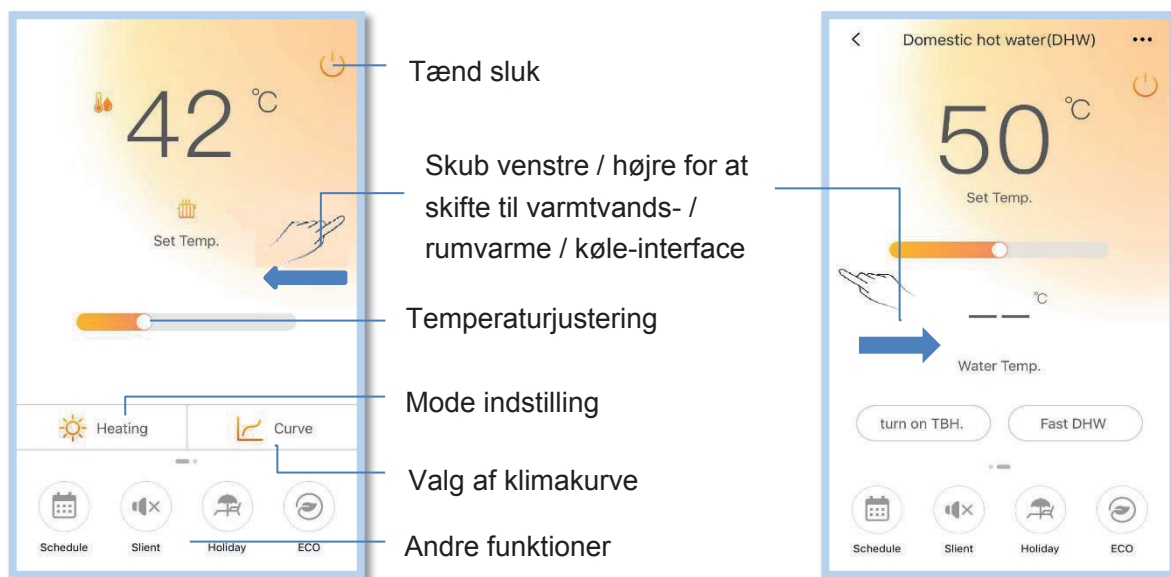 42 °C
Set Temp.
Heating
Curve
Schedule
Slient
Holiday
ECO
Tænd sluk
Skub venstre / højre for at
skifte til varmtvands- /
rumvarme / køle-interface
Temperaturjustering
Mode indstilling
Valg af klimakurve
Andre funktioner
Domestic hot water(DHW)
50 °C
Set Temp.
°C
— —
Water Temp.
turn on TBH.
Fast DHW
Schedule
Slient
Holiday
ECO